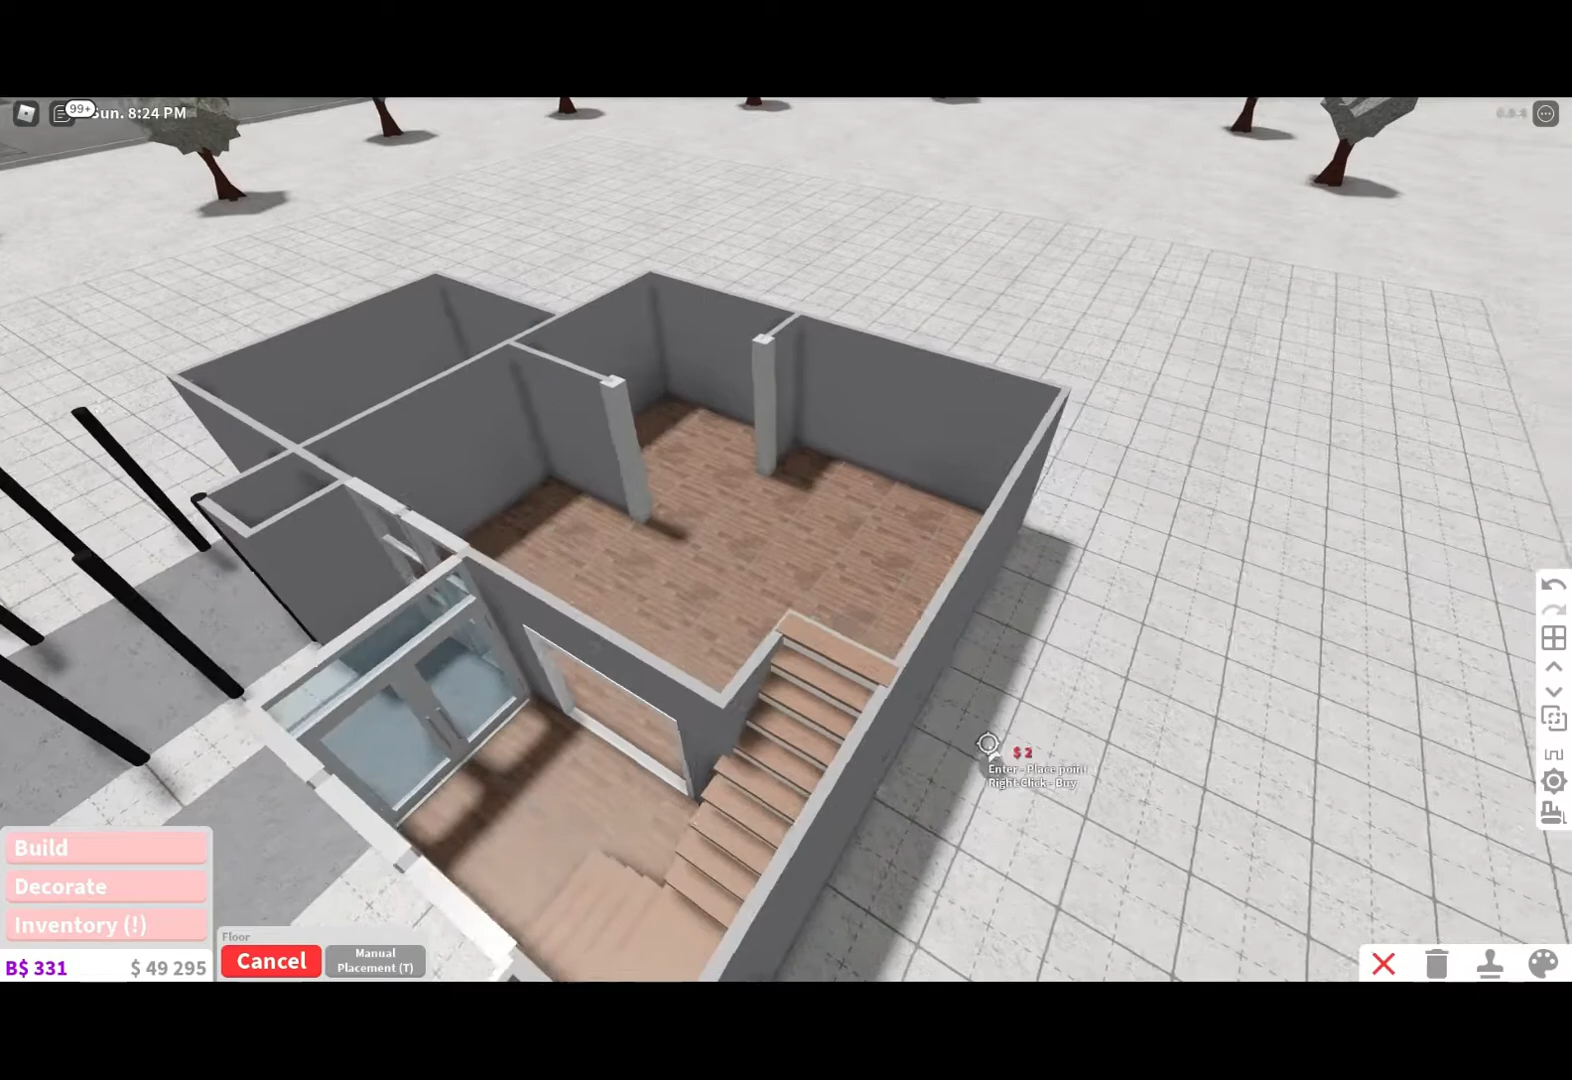 99+
Sun. 8:24 PM
$ 2
Enter - Place point
Right Click - Buy
Build
Decorate
Inventory (!)
B$ 331
$ 49 295
Floor
Cancel
Manual
Placement (T)